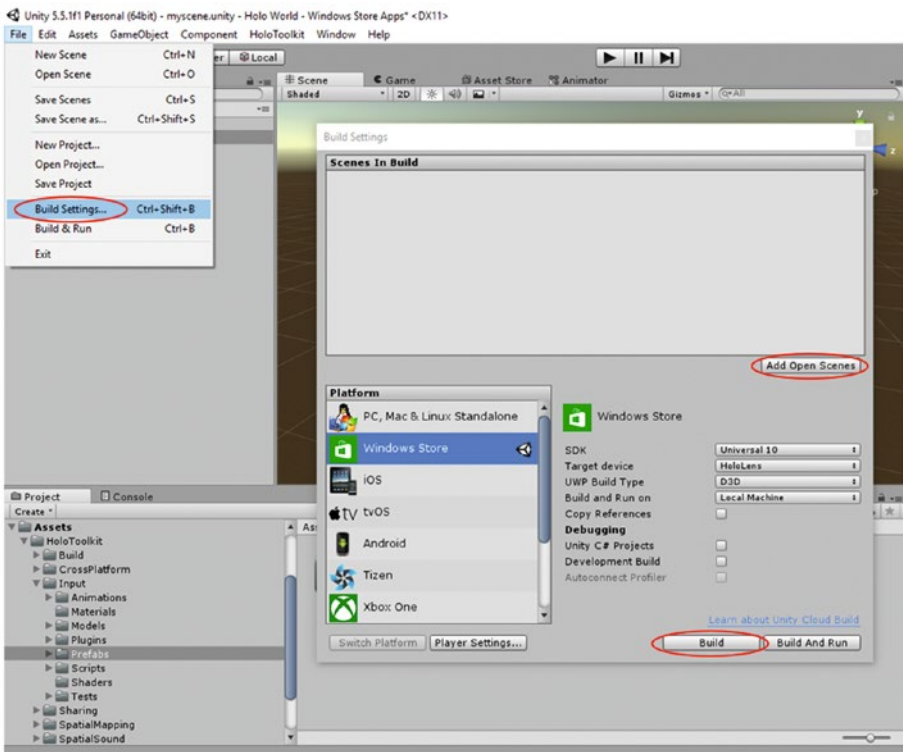 Unity 5.5.1f1 Personal (64bit) - myscene.unity - Holo World - Windows Store Apps* <DX11>
File Edit Assets GameObject Component HoloToolkit Window Help
New Scene Ctrl+N
Open Scene Ctrl+O
Save Scenes Ctrl+S
Save Scene as... Ctrl+Shift+S
New Project...
Open Project...
Save Project
Build Settings... Ctrl+Shift+B
Build & Run Ctrl+B
Exit
er Local
Scene Game Asset Store Animator
Shaded 2D Gizmos All
y
z
Build Settings
Scenes In Build
Add Open Scenes
Platform
PC, Mac & Linux Standalone
Windows Store
iOS
tv tvOS
Android
Tizen
Xbox One
Switch Platform Player Settings...
Windows Store
SDK Universal 10
Target device HoloLens
UWP Build Type D3D
Build and Run on Local Machine
Copy References
Debugging
Unity C# Projects
Development Build
Autoconnect Profiler
Learn about Unity Cloud Build
Build Build And Run
Project Console
Create
Assets
HoloToolkit
Build
CrossPlatform
Input
Animations
Materials
Models
Plugins
Prefabs
Scripts
Shaders
Tests
Sharing
SpatialMapping
SpatialSound
As